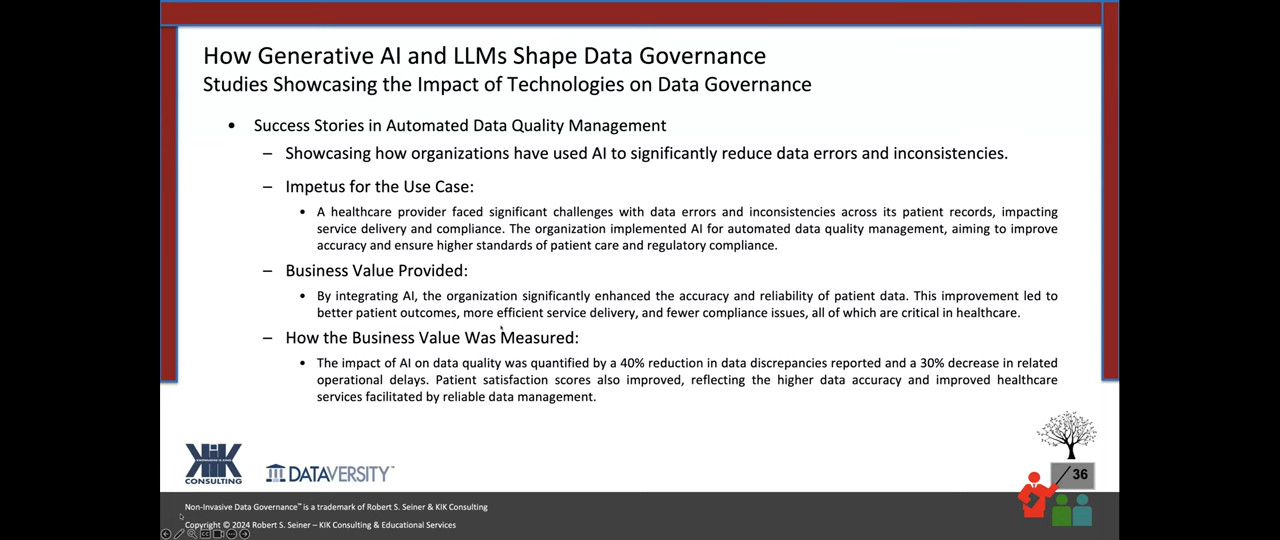 How Generative AI and LLMs Shape Data Governance
Studies Showcasing the Impact of Technologies on Data Governance
• Success Stories in Automated Data Quality Management
– Showcasing how organizations have used AI to significantly reduce data errors and inconsistencies.
– Impetus for the Use Case:
• A healthcare provider faced significant challenges with data errors and inconsistencies across its patient records, impacting
service delivery and compliance. The organization implemented AI for automated data quality management, aiming to improve
accuracy and ensure higher standards of patient care and regulatory compliance.
– Business Value Provided:
• By integrating AI, the organization significantly enhanced the accuracy and reliability of patient data. This improvement led to
better patient outcomes, more efficient service delivery, and fewer compliance issues, all of which are critical in healthcare.
– How the Business Value Was Measured:
• The impact of AI on data quality was quantified by a 40% reduction in data discrepancies reported and a 30% decrease in related
operational delays. Patient satisfaction scores also improved, reflecting the higher data accuracy and improved healthcare
services facilitated by reliable data management.
KIK
CONSULTING
DATAVERSITY™
36
Non-Invasive Data Governance™ is a trademark of Robert S. Seiner & KIK Consulting
Copyright © 2024 Robert S. Seiner – KIK Consulting & Educational Services